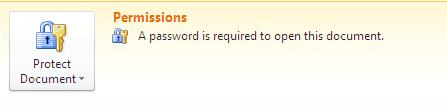 Permissions
A password is required to open this document.
Protect
Document